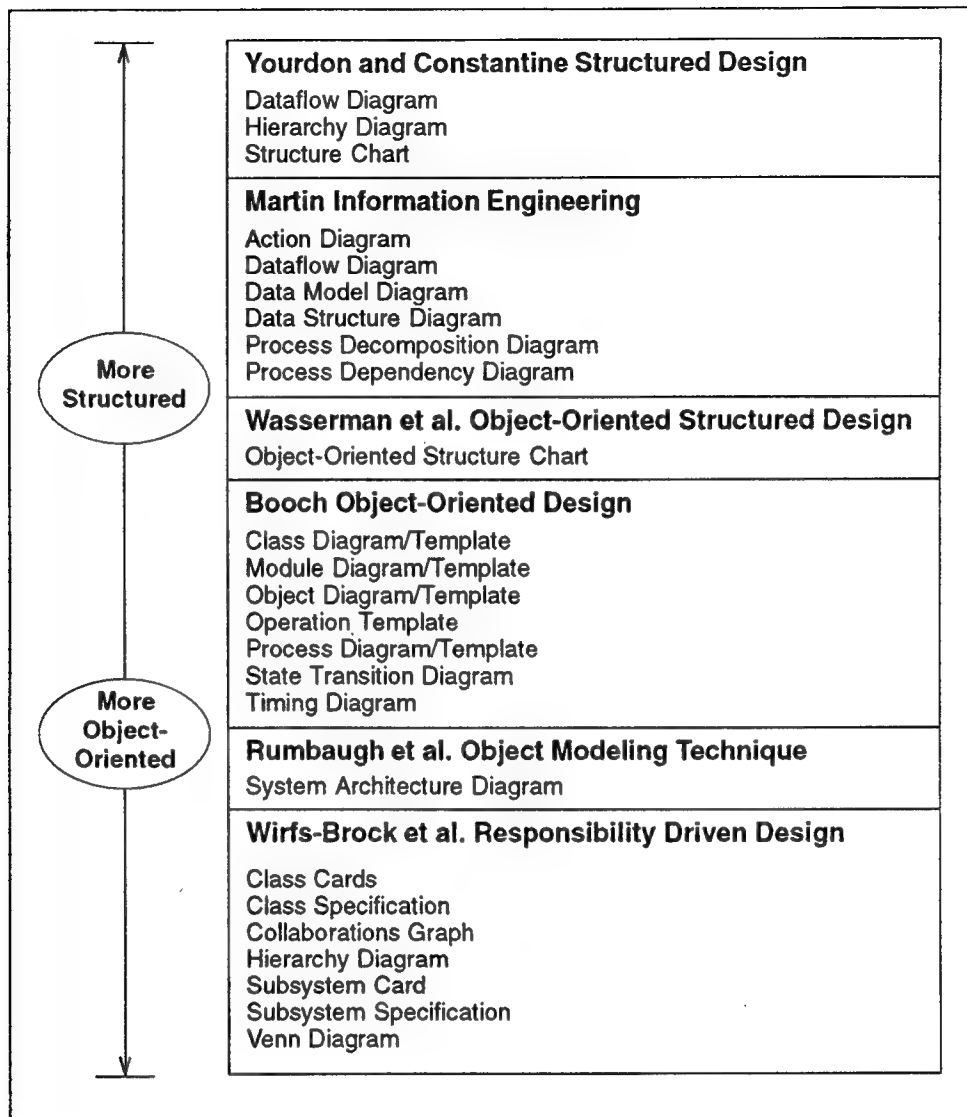 More
Structured
More
Object-
Oriented
Yourdon and Constantine Structured Design
Dataflow Diagram
Hierarchy Diagram
Structure Chart
Martin Information Engineering
Action Diagram
Dataflow Diagram
Data Model Diagram
Data Structure Diagram
Process Decomposition Diagram
Process Dependency Diagram
Wasserman et al. Object-Oriented Structured Design
Object-Oriented Structure Chart
Booch Object-Oriented Design
Class Diagram/Template
Module Diagram/Template
Object Diagram/Template
Operation Template
Process Diagram/Template
State Transition Diagram
Timing Diagram
Rumbaugh et al. Object Modeling Technique
System Architecture Diagram
Wirfs-Brock et al. Responsibility Driven Design
Class Cards
Class Specification
Collaborations Graph
Hierarchy Diagram
Subsystem Card
Subsystem Specification
Venn Diagram